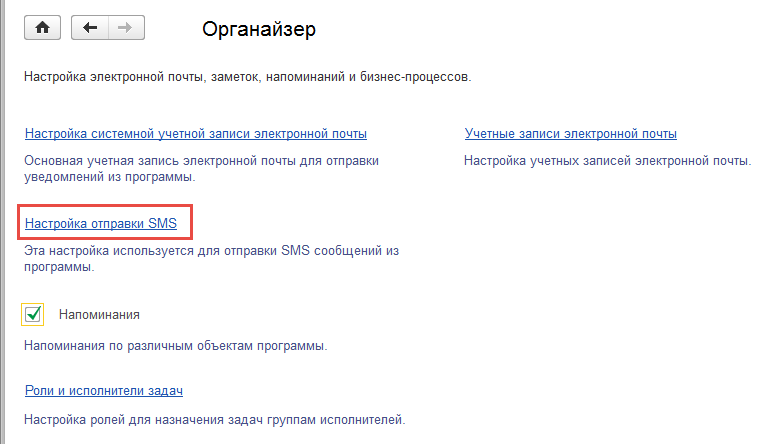 Органайзер
Настройка электронной почты, заметок, напоминаний и бизнес-процессов.
Настройка системной учетной записи электронной почты
Основная учетная запись электронной почты для отправки
уведомлений из программы.
Учетные записи электронной почты
Настройка учетных записей электронной почты.
Настройка отправки SMS
Эта настройка используется для отправки SMS сообщений из
программы.
Напоминания
Напоминания по различным объектам программы.
Роли и исполнители задач
Настройка ролей для назначения задач группам исполнителей.